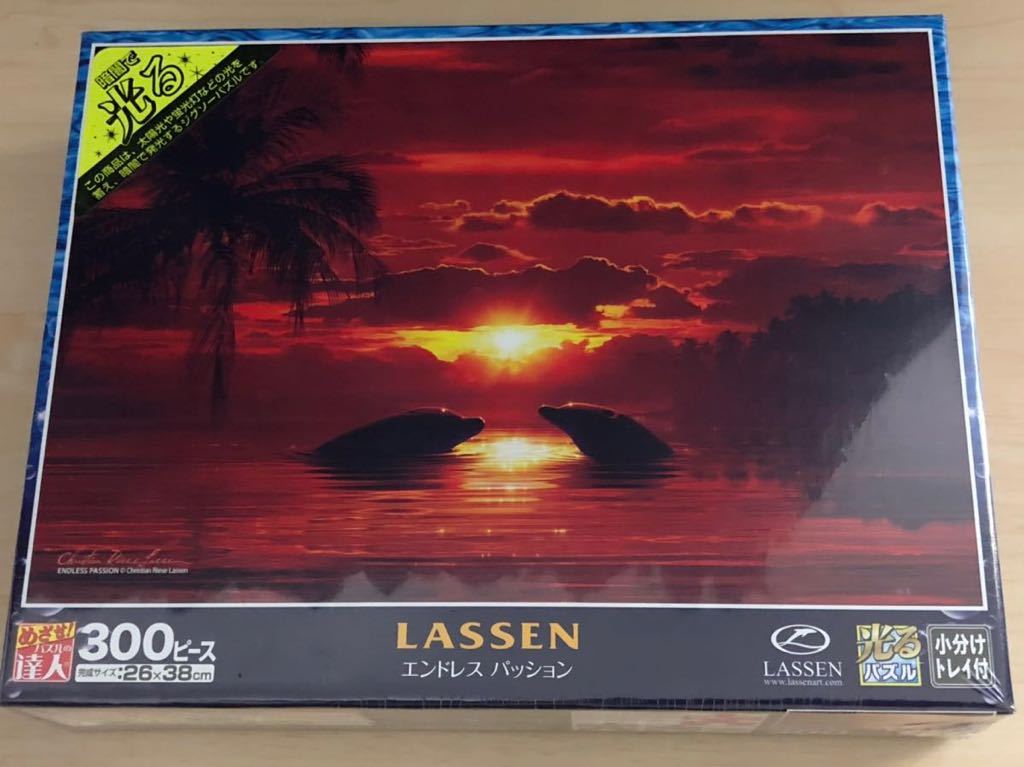 暗闇で
光る
この商品は、太陽光や蛍光灯などの光を
蓄え、暗闇で発光するジグソーパズルです
Christian Riese Lassen
ENDLESS PASSION © Christian Riese Lassen
めざせ!
パズルの
達人
300ピース
完成サイズ:26×38cm
LASSEN
エンドレス パッション
LASSEN
www.lassenart.com
光る
パズル
小分け
トレイ付